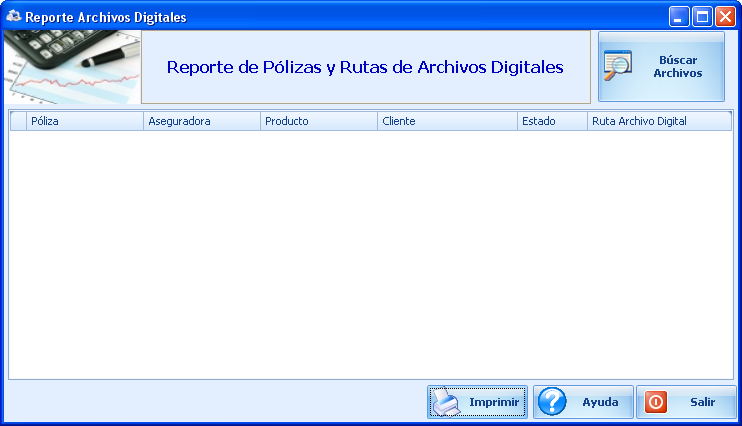 Reporte Archivos Digitales
Reporte de Pólizas y Rutas de Archivos Digitales
Búscar
Archivos
Póliza Aseguradora Producto Cliente Estado Ruta Archivo Digital
Imprimir Ayuda Salir